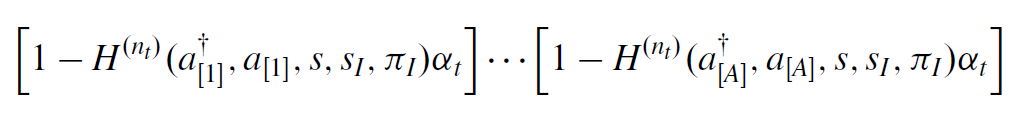 [1 − H^{(n_t)}(a^†_{[1]}, a_{[1]}, s, s_I, π_I)α_t] ⋯ [1 − H^{(n_t)}(a^†_{[A]}, a_{[A]}, s, s_I, π_I)α_t]